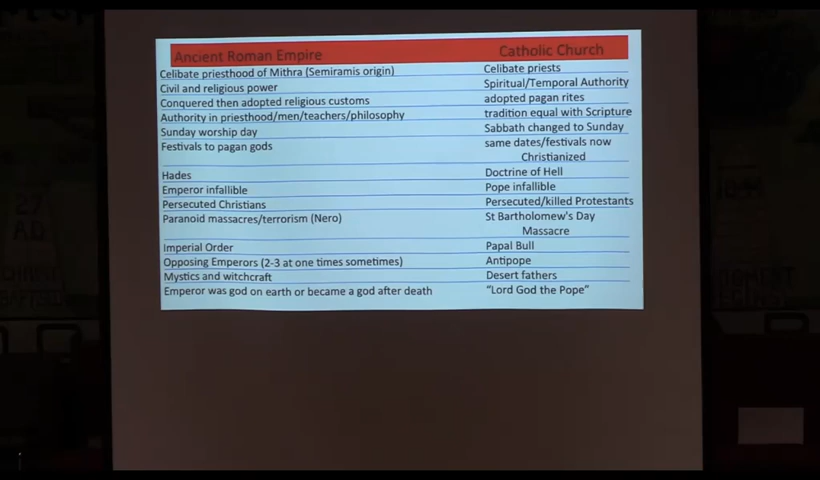 Ancient Roman Empire Catholic Church
Celibate priesthood of Mithra (Semiramis origin) Celibate priests
Civil and religious power Spiritual/Temporal Authority
Conquered then adopted religious customs adopted pagan rites
Authority in priesthood/men/teachers/philosophy tradition equal with Scripture
Sunday worship day Sabbath changed to Sunday
Festivals to pagan gods same dates/festivals now
Christianized
Hades Doctrine of Hell
Emperor infallible Pope infallible
Persecuted Christians Persecuted/killed Protestants
Paranoid massacres/terrorism (Nero) St Bartholomew's Day
Massacre
Imperial Order Papal Bull
Opposing Emperors (2-3 at one times sometimes) Antipope
Mystics and witchcraft Desert fathers
Emperor was god on earth or became a god after death "Lord God the Pope"
27
AD